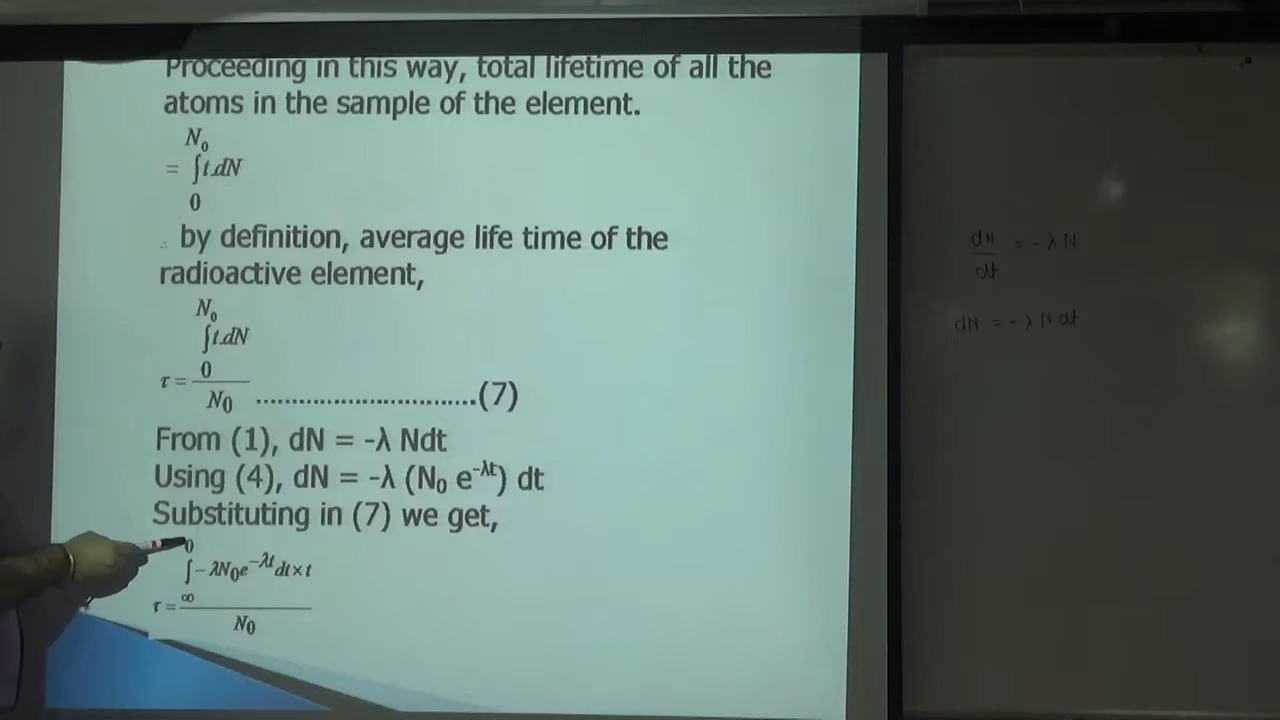 Proceeding in this way, total lifetime of all the
atoms in the sample of the element.
N₀
= ∫t.dN
0
∴ by definition, average life time of the
radioactive element,
N₀
∫t.dN
0
τ = ―――
N₀ ..............................(7)
From (1), dN = -λ Ndt
Using (4), dN = -λ (N₀ e^-λt) dt
Substituting in (7) we get,
0
∫ - λN₀e^-λt dt×t
∞
τ = ―――
N₀
dN/dt = - λ N
dN = - λ N dt